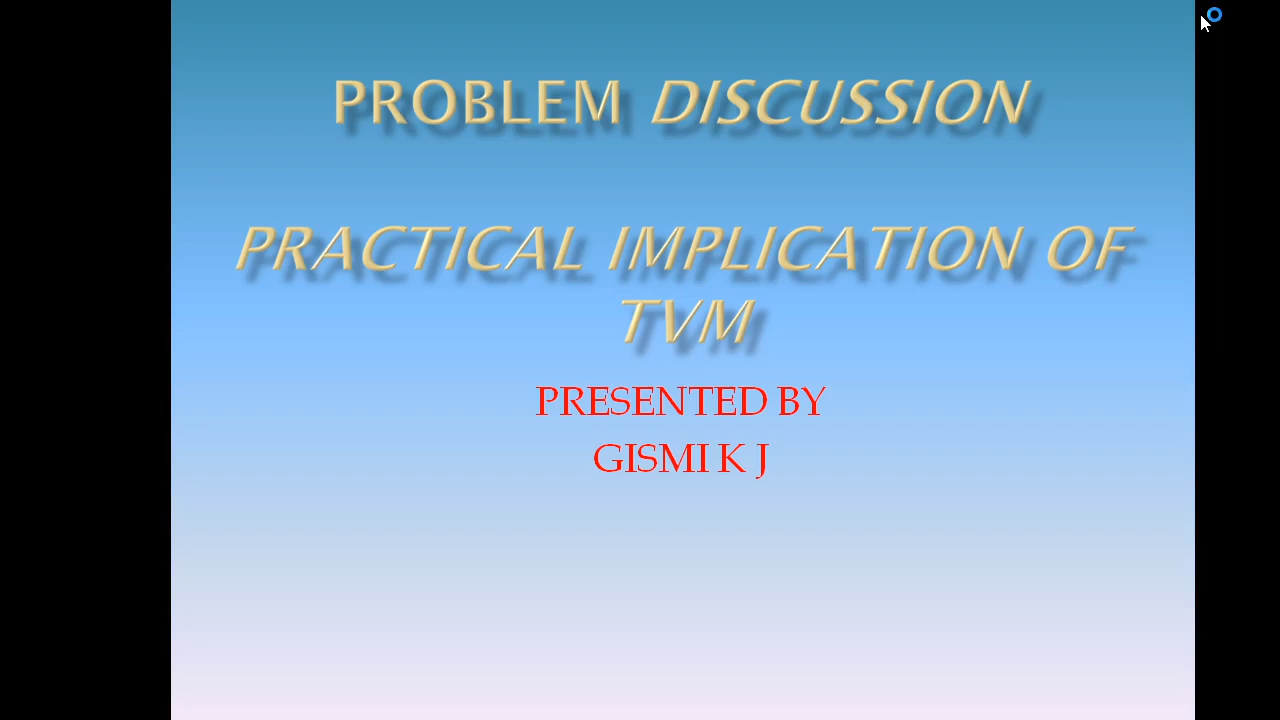 PROBLEM DISCUSSION
PRACTICAL IMPLICATION OF
TVM
PRESENTED BY
GISMI K J